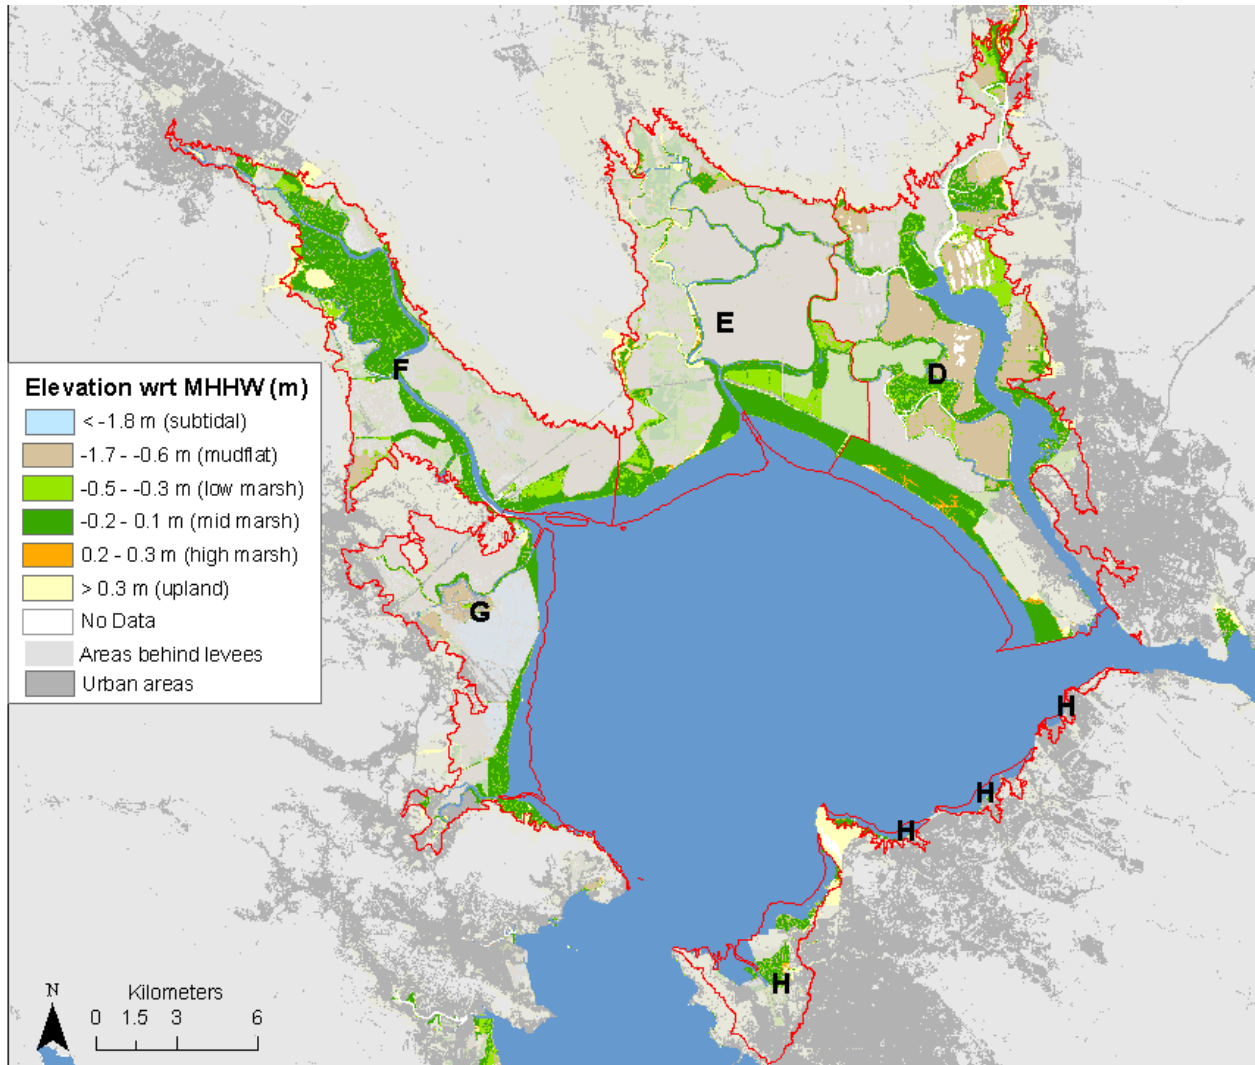 E
D
F
Elevation wrt MHHW (m)
< -1.8 m (subtidal)
-1.7 - -0.6 m (mudflat)
-0.5 - -0.3 m (low marsh)
-0.2 - 0.1 m (mid marsh)
0.2 - 0.3 m (high marsh)
> 0.3 m (upland)
No Data
Areas behind levees
Urban areas
G
H
H
H
H
N
Kilometers
0 1.5 3 6